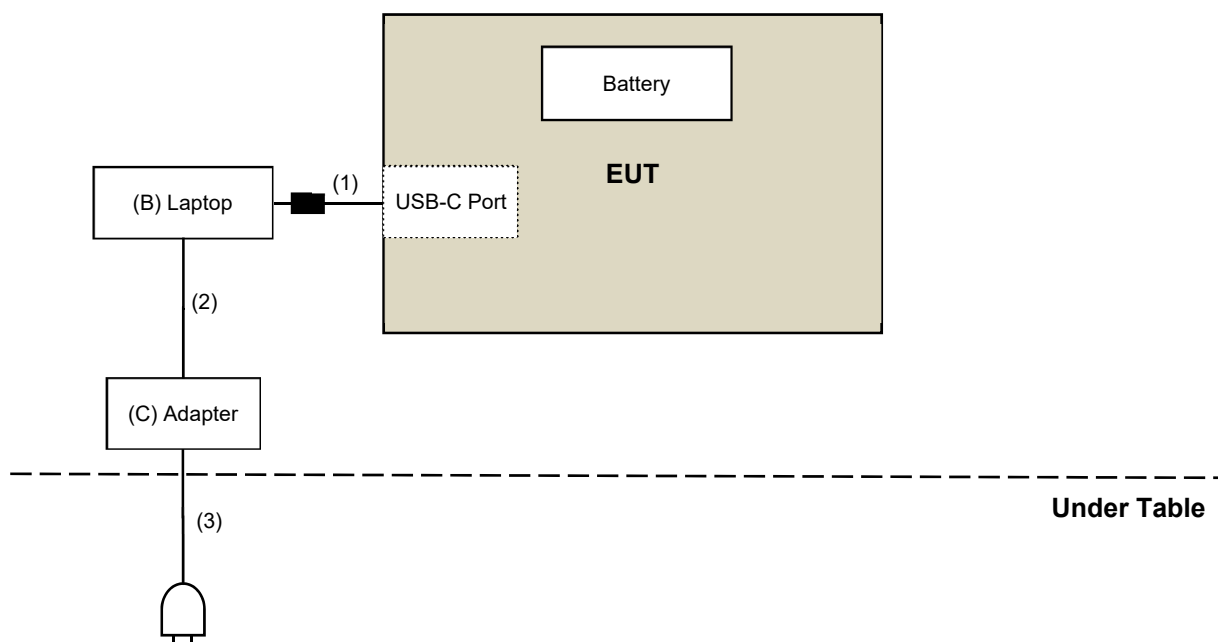 Battery
EUT
(1)
(B) Laptop
USB-C Port
(2)
(C) Adapter
Under Table
(3)